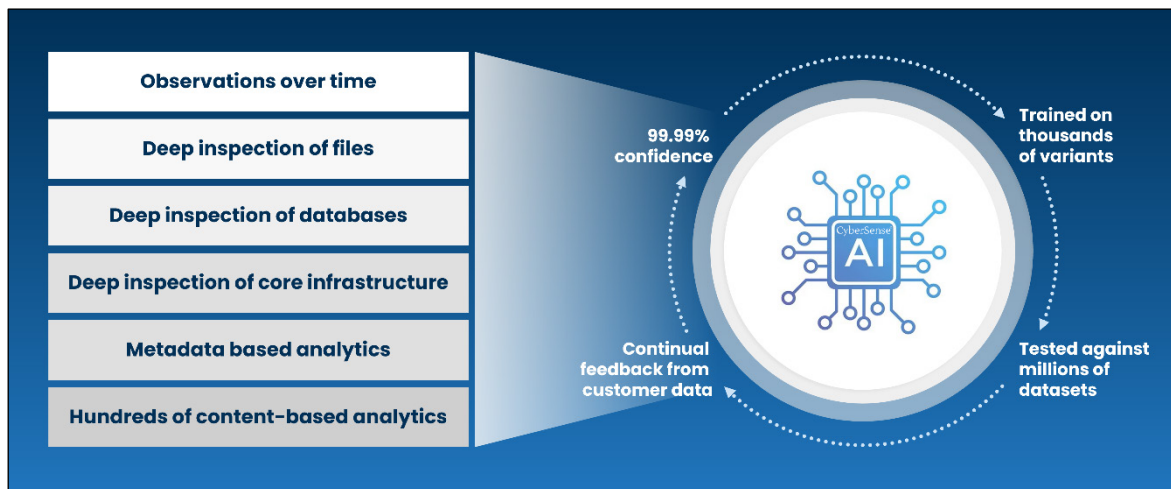 Observations over time
Deep inspection of files
Deep inspection of databases
Deep inspection of core infrastructure
Metadata based analytics
Hundreds of content-based analytics
99.99%
confidence
Trained on
thousands
of variants
CyberSense
AI
Continual
feedback from
customer data
Tested against
millions of
datasets